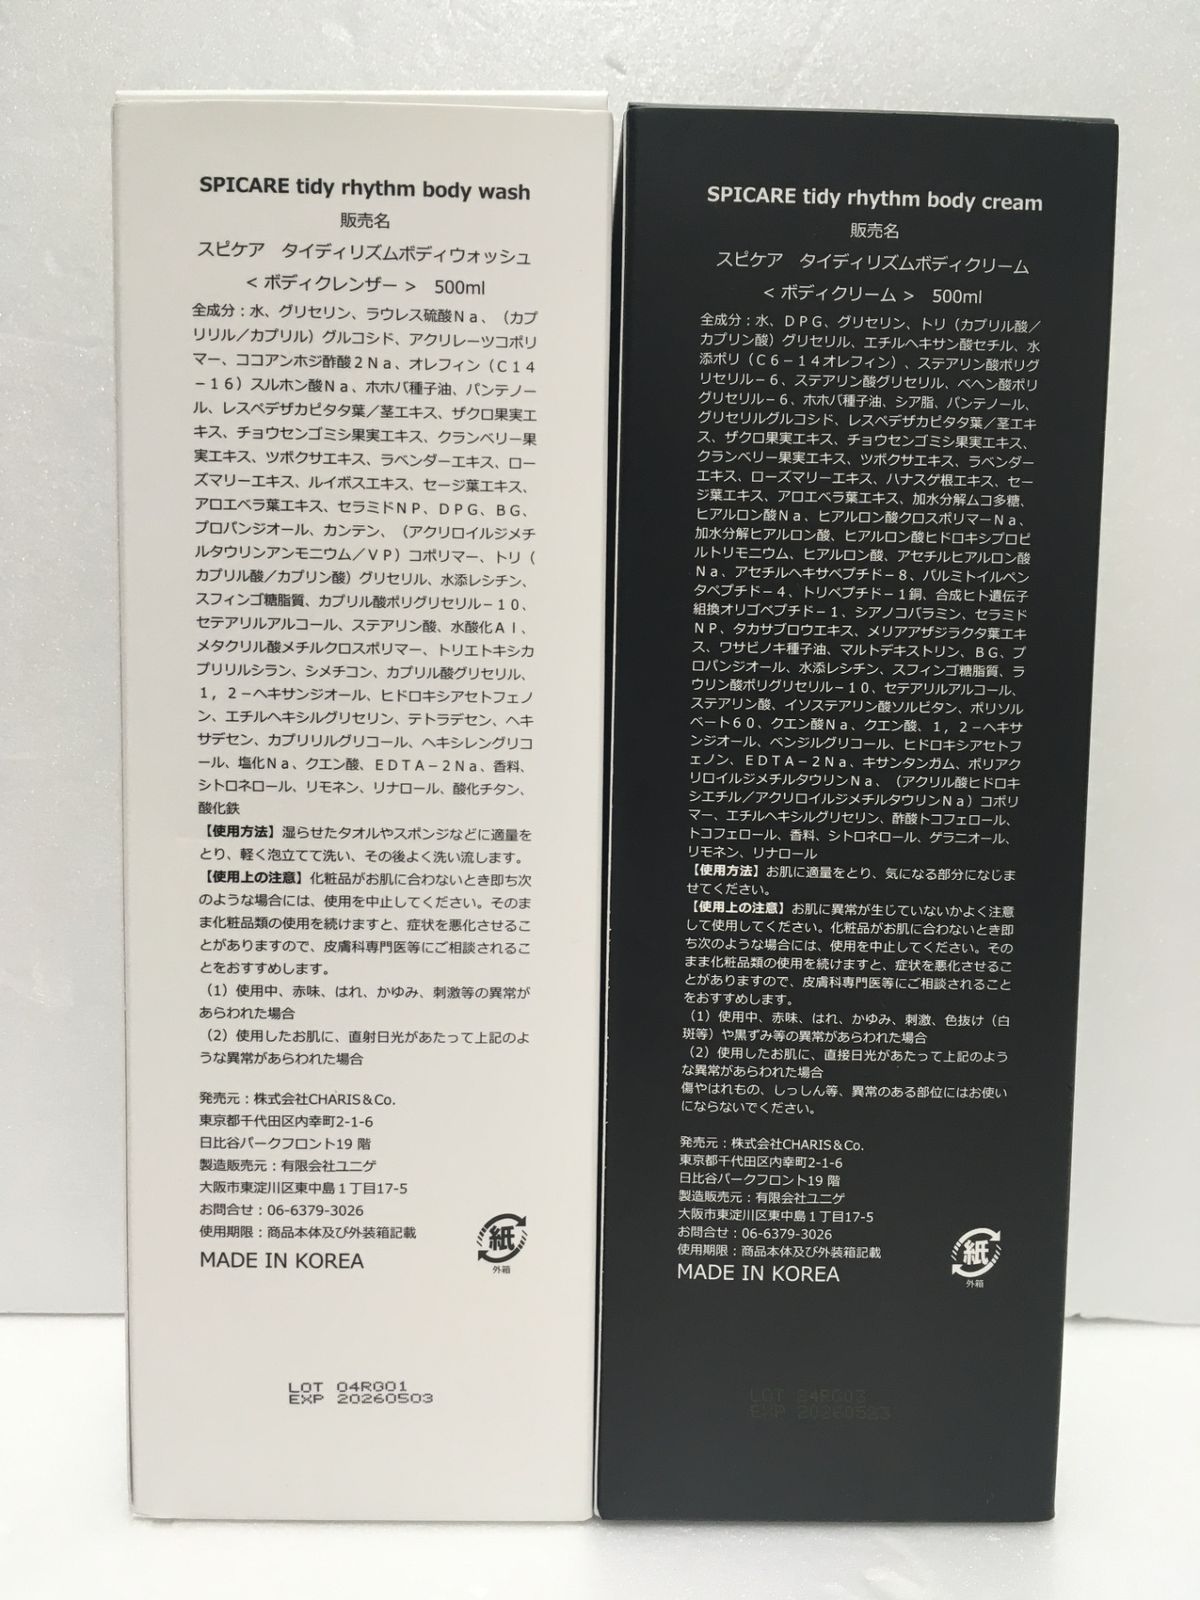 SPICARE tidy rhythm body wash
販売名
スピケア　タイディリズムボディウォッシュ
＜ ボディクレンザー ＞　500ml
全成分：水、グリセリン、ラウレス硫酸Ｎａ、（カプ
リリル／カプリル）グルコシド、アクリレーツコポリ
マー、ココアンホジ酢酸２Ｎａ、オレフィン（Ｃ１４
－１６）スルホン酸Ｎａ、ホホバ種子油、パンテノー
ル、レスペデザカピタタ葉／茎エキス、ザクロ果実エ
キス、チョウセンゴミシ果実エキス、クランベリー果
実エキス、ツボクサエキス、ラベンダーエキス、ロー
ズマリーエキス、ルイボスエキス、セージ葉エキス、
アロエベラ葉エキス、セラミドＮＰ、ＤＰＧ、ＢＧ、
プロパンジオール、カンテン、（アクリロイルジメチ
ルタウリンアンモニウム／ＶＰ）コポリマー、トリ（
カプリル酸／カプリン酸）グリセリル、水添レシチン、
スフィンゴ糖脂質、カプリル酸ポリグリセリル－１０、
セテアリルアルコール、ステアリン酸、水酸化Ａｌ、
メタクリル酸メチルクロスポリマー、トリエトキシカ
プリリルシラン、シメチコン、カプリル酸グリセリル、
１，２－ヘキサンジオール、ヒドロキシアセトフェノ
ン、エチルヘキシルグリセリン、テトラデセン、ヘキ
サデセン、カプリリルグリコール、ヘキシレングリコ
ール、塩化Ｎａ、クエン酸、ＥＤＴＡ－２Ｎａ、香料、
シトロネロール、リモネン、リナロール、酸化チタン、
酸化鉄
【使用方法】湿らせたタオルやスポンジなどに適量を
とり、軽く泡立てて洗い、その後よく洗い流します。
【使用上の注意】化粧品がお肌に合わないとき即ち次
のような場合には、使用を中止してください。そのま
ま化粧品類の使用を続けますと、症状を悪化させるこ
とがありますので、皮膚科専門医等にご相談されるこ
とをおすすめします。
（1）使用中、赤味、はれ、かゆみ、刺激等の異常が
あらわれた場合
（2）使用したお肌に、直射日光があたって上記のよ
うな異常があらわれた場合
発売元：株式会社CHARIS＆Co.
東京都千代田区内幸町2-1-6
日比谷パークフロント19 階
製造販売元：有限会社ユニゲ
大阪市東淀川区東中島１丁目17-5
お問合せ：06-6379-3026
使用期限：商品本体及び外装箱記載
MADE IN KOREA
紙
外箱
LOT 04RG01
EXP 20260503
SPICARE tidy rhythm body cream
販売名
スピケア　タイディリズムボディクリーム
＜ ボディクリーム ＞　500ml
全成分：水、ＤＰＧ、グリセリン、トリ（カプリル酸／
カプリン酸）グリセリル、エチルヘキサン酸セチル、水
添ポリ（Ｃ６－１４オレフィン）、ステアリン酸ポリグ
リセリル－６、ステアリン酸グリセリル、ベヘン酸ポリ
グリセリル－６、ホホバ種子油、シア脂、パンテノール、
グリセリルグルコシド、レスペデザカピタタ葉／茎エキ
ス、ザクロ果実エキス、チョウセンゴミシ果実エキス、
クランベリー果実エキス、ツボクサエキス、ラベンダー
エキス、ローズマリーエキス、ハナスゲ根エキス、セー
ジ葉エキス、アロエベラ葉エキス、加水分解ムコ多糖、
ヒアルロン酸Ｎａ、ヒアルロン酸クロスポリマーＮａ、
加水分解ヒアルロン酸、ヒアルロン酸ヒドロキシプロピ
ルトリモニウム、ヒアルロン酸、アセチルヒアルロン酸
Ｎａ、アセチルヘキサペプチド－８、パルミトイルペン
タペプチド－４、トリペプチド－１銅、合成ヒト遺伝子
組換オリゴペプチド－１、シアノコバラミン、セラミド
ＮＰ、タカサブロウエキス、メリアアザジラクタ葉エキ
ス、ワサビノキ種子油、マルトデキストリン、ＢＧ、プ
ロパンジオール、水添レシチン、スフィンゴ糖脂質、ラ
ウリン酸ポリグリセリル－１０、セテアリルアルコール、
ステアリン酸、イソステアリン酸ソルビタン、ポリソル
ベート６０、クエン酸Ｎａ、クエン酸、１，２－ヘキサ
ンジオール、ベンジルグリコール、ヒドロキシアセトフ
ェノン、ＥＤＴＡ－２Ｎａ、キサンタンガム、ポリアク
リロイルジメチルタウリンＮａ、（アクリル酸ヒドロキ
シエチル／アクリロイルジメチルタウリンＮａ）コポリ
マー、エチルヘキシルグリセリン、酢酸トコフェロール、
トコフェロール、香料、シトロネロール、ゲラニオール、
リモネン、リナロール
【使用方法】お肌に適量をとり、気になる部分になじま
せてください。
【使用上の注意】お肌に異常が生じていないかよく注意
して使用してください。化粧品がお肌に合わないとき即
ち次のような場合には、使用を中止してください。その
まま化粧品類の使用を続けますと、症状を悪化させるこ
とがありますので、皮膚科専門医等にご相談されること
をおすすめします。
（1）使用中、赤味、はれ、かゆみ、刺激、色抜け（白
斑等）や黒ずみ等の異常があらわれた場合
（2）使用したお肌に、直接日光があたって上記のよう
な異常があらわれた場合
傷やはれもの、しっしん等、異常のある部位にはお使い
にならないでください。
発売元：株式会社CHARIS＆Co.
東京都千代田区内幸町2-1-6
日比谷パークフロント19 階
製造販売元：有限会社ユニゲ
大阪市東淀川区東中島１丁目17-5
お問合せ：06-6379-3026
使用期限：商品本体及び外装箱記載
MADE IN KOREA
紙
外箱
LOT
EXP